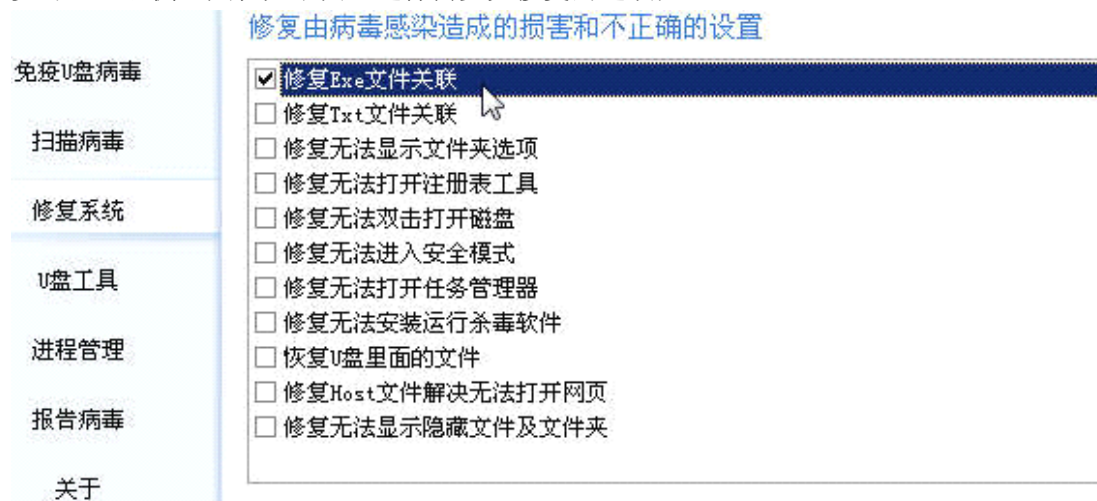 修复由病毒感染造成的损害和不正确的设置
免疫U盘病毒
扫描病毒
修复系统
U盘工具
进程管理
报告病毒
关于
修复Exe文件关联
修复Txt文件关联
修复无法显示文件夹选项
修复无法打开注册表工具
修复无法双击打开磁盘
修复无法进入安全模式
修复无法打开任务管理器
修复无法安装运行杀毒软件
恢复U盘里面的文件
修复Host文件解决无法打开网页
修复无法显示隐藏文件及文件夹